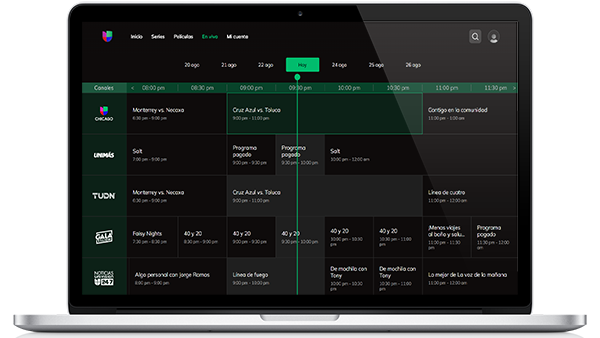 Inicio Series Películas En vivo Mi cuenta
20 ago 21 ago 22 ago Hoy 24 ago 25 ago 26 ago
Canales < 08:00 pm 08:30 pm 09:00 pm 09:30 pm 10:00 pm 10:30 pm 11:00 pm 11:30 pm >
CHICAGO
Monterrey vs. Necaxa
6:30 pm - 9:00 pm
Cruz Azul vs. Toluca
9:00 pm - 11:00 pm
Contigo en la comunidad
11:00 pm - 1:00 am
UNIMÁS
Salt
7:00 pm - 9:00 pm
Programa
pagado
9:00 pm - 9:30 pm
Programa
pagado
9:30 pm - 10:00 pm
Salt
10:00 pm - 12:00 am
TUDN
Monterrey vs. Necaxa
6:30 pm - 9:00 pm
Cruz Azul vs. Toluca
9:00 pm - 11:00 pm
Línea de cuatro
11:00 pm - 12:00 am
GALA
Faisy Nights
7:30 pm - 8:30 pm
40 y 20
8:30 pm - 9:00 pm
40 y 20
9:00 pm - 9:30 pm
40 y 20
9:30 pm - 10:00 pm
40 y 20
10:00 pm - 10:30
pm
40 y 20
10:30 pm - 11:00
pm
¡Menos viajes
al baño y salu...
11:00 pm - 11:30
pm
Programa
pagado
11:30 pm - 12:00
am
NOTICIAS
24/7
Algo personal con Jorge Ramos
8:00 pm - 9:00 pm
Línea de fuego
9:00 pm - 10:00 pm
De mochila con
Tony
10:00 pm - 10:30
pm
De mochila con
Tony
10:30 pm - 11:00
pm
La mejor de La voz de la mañana
11:00 pm - 12:00 am